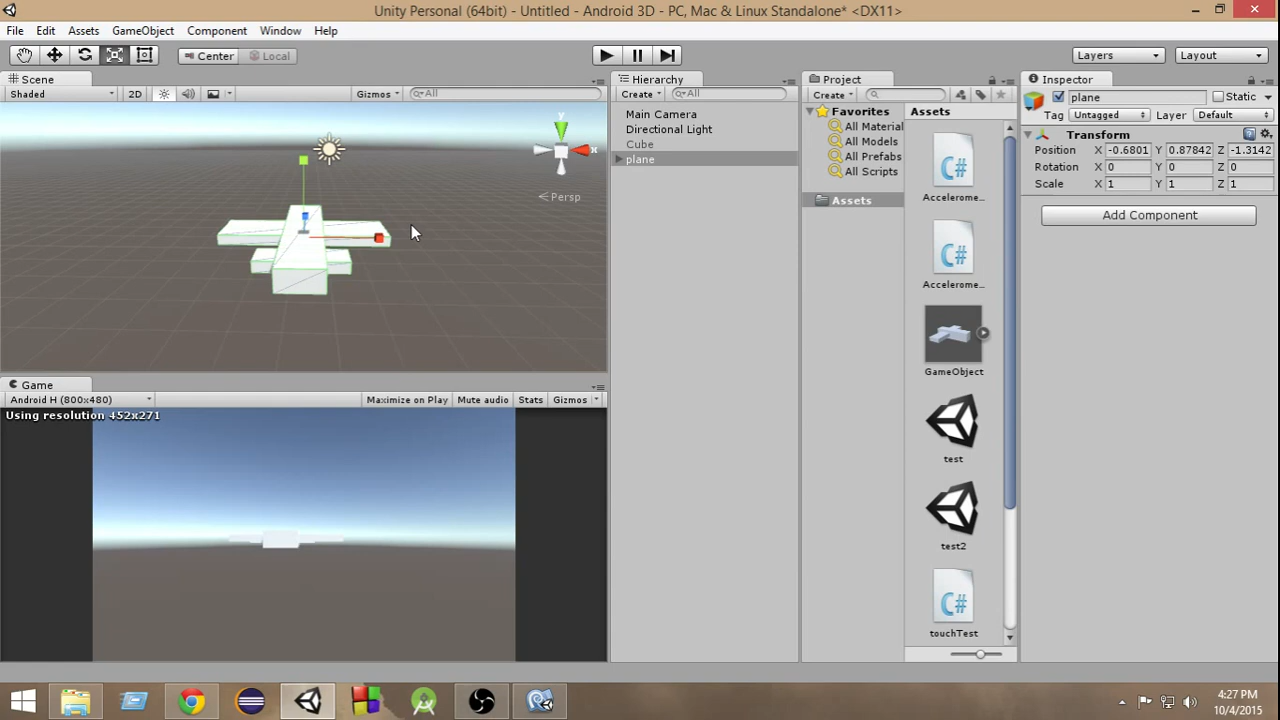 Unity Personal (64bit) - Untitled - Android 3D - PC, Mac & Linux Standalone* <DX11>
File Edit Assets GameObject Component Window Help
Center Local
Layers Layout
Scene
Shaded 2D Gizmos All
y
x
Persp
Game
Android H (800x480) Maximize on Play Mute audio Stats Gizmos
Using resolution 452x271
Hierarchy
Create All
Main Camera
Directional Light
Cube
plane
Project
Create
Favorites
All Material
All Models
All Prefabs
All Scripts
Assets
Assets
C#
Accelerome...
C#
Accelerome...
GameObject
test
test2
C#
touchTest
Inspector
plane Static
Tag Untagged Layer Default
Transform
Position X -0.6801 Y 0.87842 Z -1.3142
Rotation X 0 Y 0 Z 0
Scale X 1 Y 1 Z 1
Add Component
4:27 PM
10/4/2015